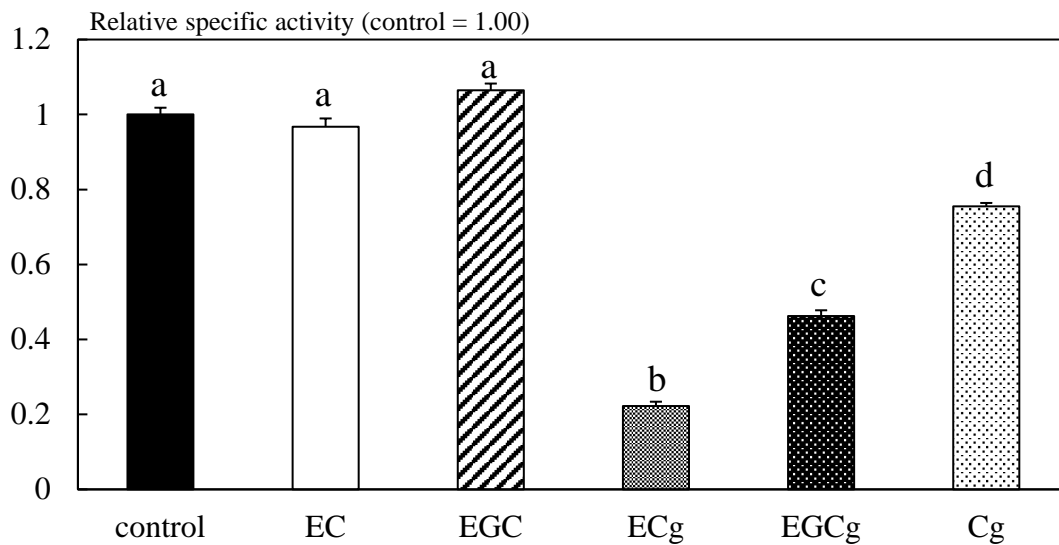 Relative specific activity (control = 1.00)
1.2
1
0.8
0.6
0.4
0.2
0
a
a
a
b
c
d
control EC EGC ECg EGCg Cg